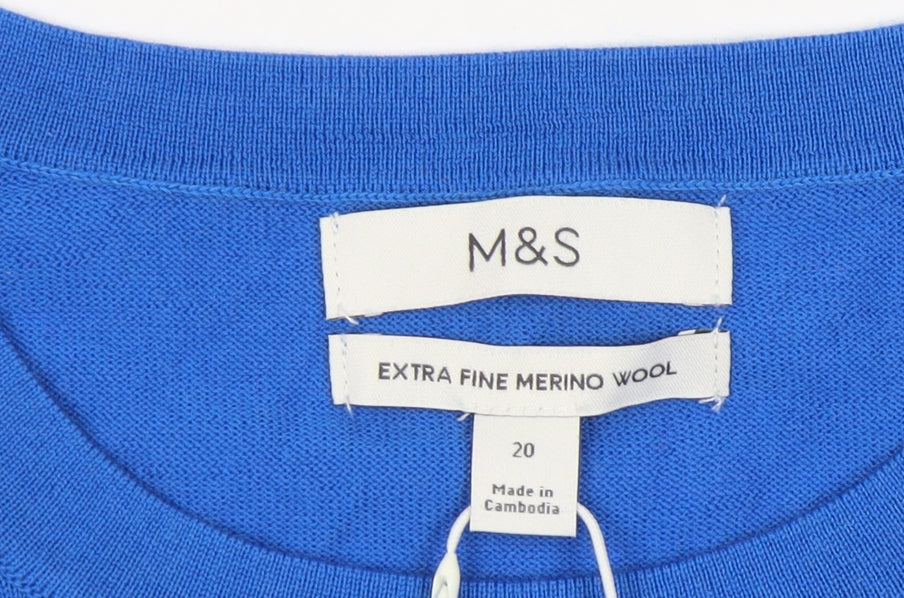 M&S
EXTRA FINE MERINO WOOL
20
Made in
Cambodia